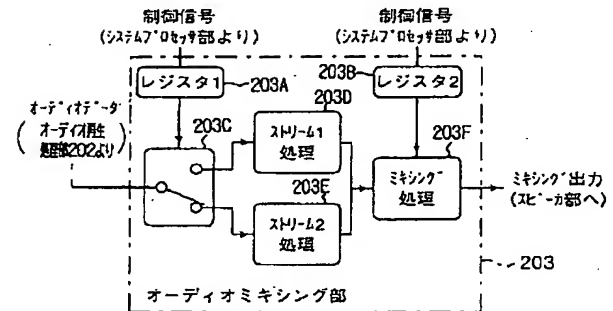 制御信号
(システムプロセッサ部より)
制御信号
(システムプロセッサ部より)
レジスタ1
203A
203B
レジスタ2
オーディオデータ
(オーディオ再生
処理部202より)
203C
203D
ストリーム1
処理
203E
ストリーム2
処理
203F
ミキシング
処理
ミキシング出力
(スピーカ部へ)
203
オーディオミキシング部